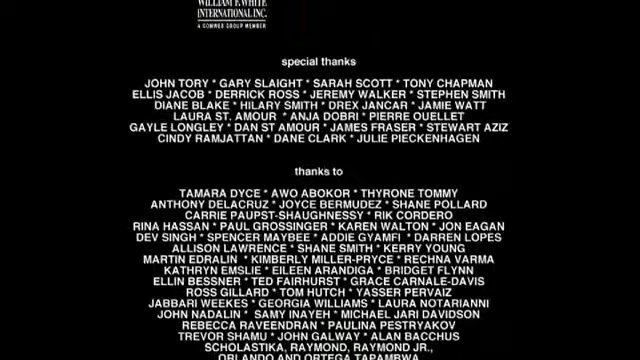 WILLIAM F. WHITE
INTERNATIONAL INC.
A COMWEB GROUP MEMBER
special thanks
JOHN TORY * GARY SLAIGHT * SARAH SCOTT * TONY CHAPMAN
ELLIS JACOB * DERRICK ROSS * JEREMY WALKER * STEPHEN SMITH
DIANE BLAKE * HILARY SMITH * DREX JANCAR * JAMIE WATT
LAURA ST. AMOUR * ANJA DOBRI * PIERRE OUELLET
GAYLE LONGLEY * DAN ST AMOUR * JAMES FRASER * STEWART AZIZ
CINDY RAMJATTAN * DANE CLARK * JULIE PIECKENHAGEN
thanks to
TAMARA DYCE * AWO ABOKOR * THYRONE TOMMY
ANTHONY DELACRUZ * JOYCE BERMUDEZ * SHANE POLLARD
CARRIE PAUPST-SHAUGHNESSY * RIK CORDERO
RINA HASSAN * PAUL GROSSINGER * KAREN WALTON * JON EAGAN
DEV SINGH * SPENCER MAYBEE * ADDIE GYAMFI * DARREN LOPES
ALLISON LAWRENCE * SHANE SMITH * KERRY YOUNG
MARTIN EDRALIN * KIMBERLY MILLER-PRYCE * RECHNA VARMA
KATHRYN EMSLIE * EILEEN ARANDIGA * BRIDGET FLYNN
ELLIN BESSNER * TED FAIRHURST * GRACE CARNALE-DAVIS
ROSS GILLARD * TOM HUTCH * YASSER PERVAIZ
JABBARI WEEKES * GEORGIA WILLIAMS * LAURA NOTARIANNI
JOHN NADALIN * SAMY INAYEH * MICHAEL JARI DAVIDSON
REBECCA RAVEENDRAN * PAULINA PESTRYAKOV
TREVOR SHAMU * JOHN GALWAY * ALAN BACCHUS
SCHOLASTIKA, RAYMOND, RAYMOND JR.,
ORLANDO AND ORTEGA TAPAMBWA